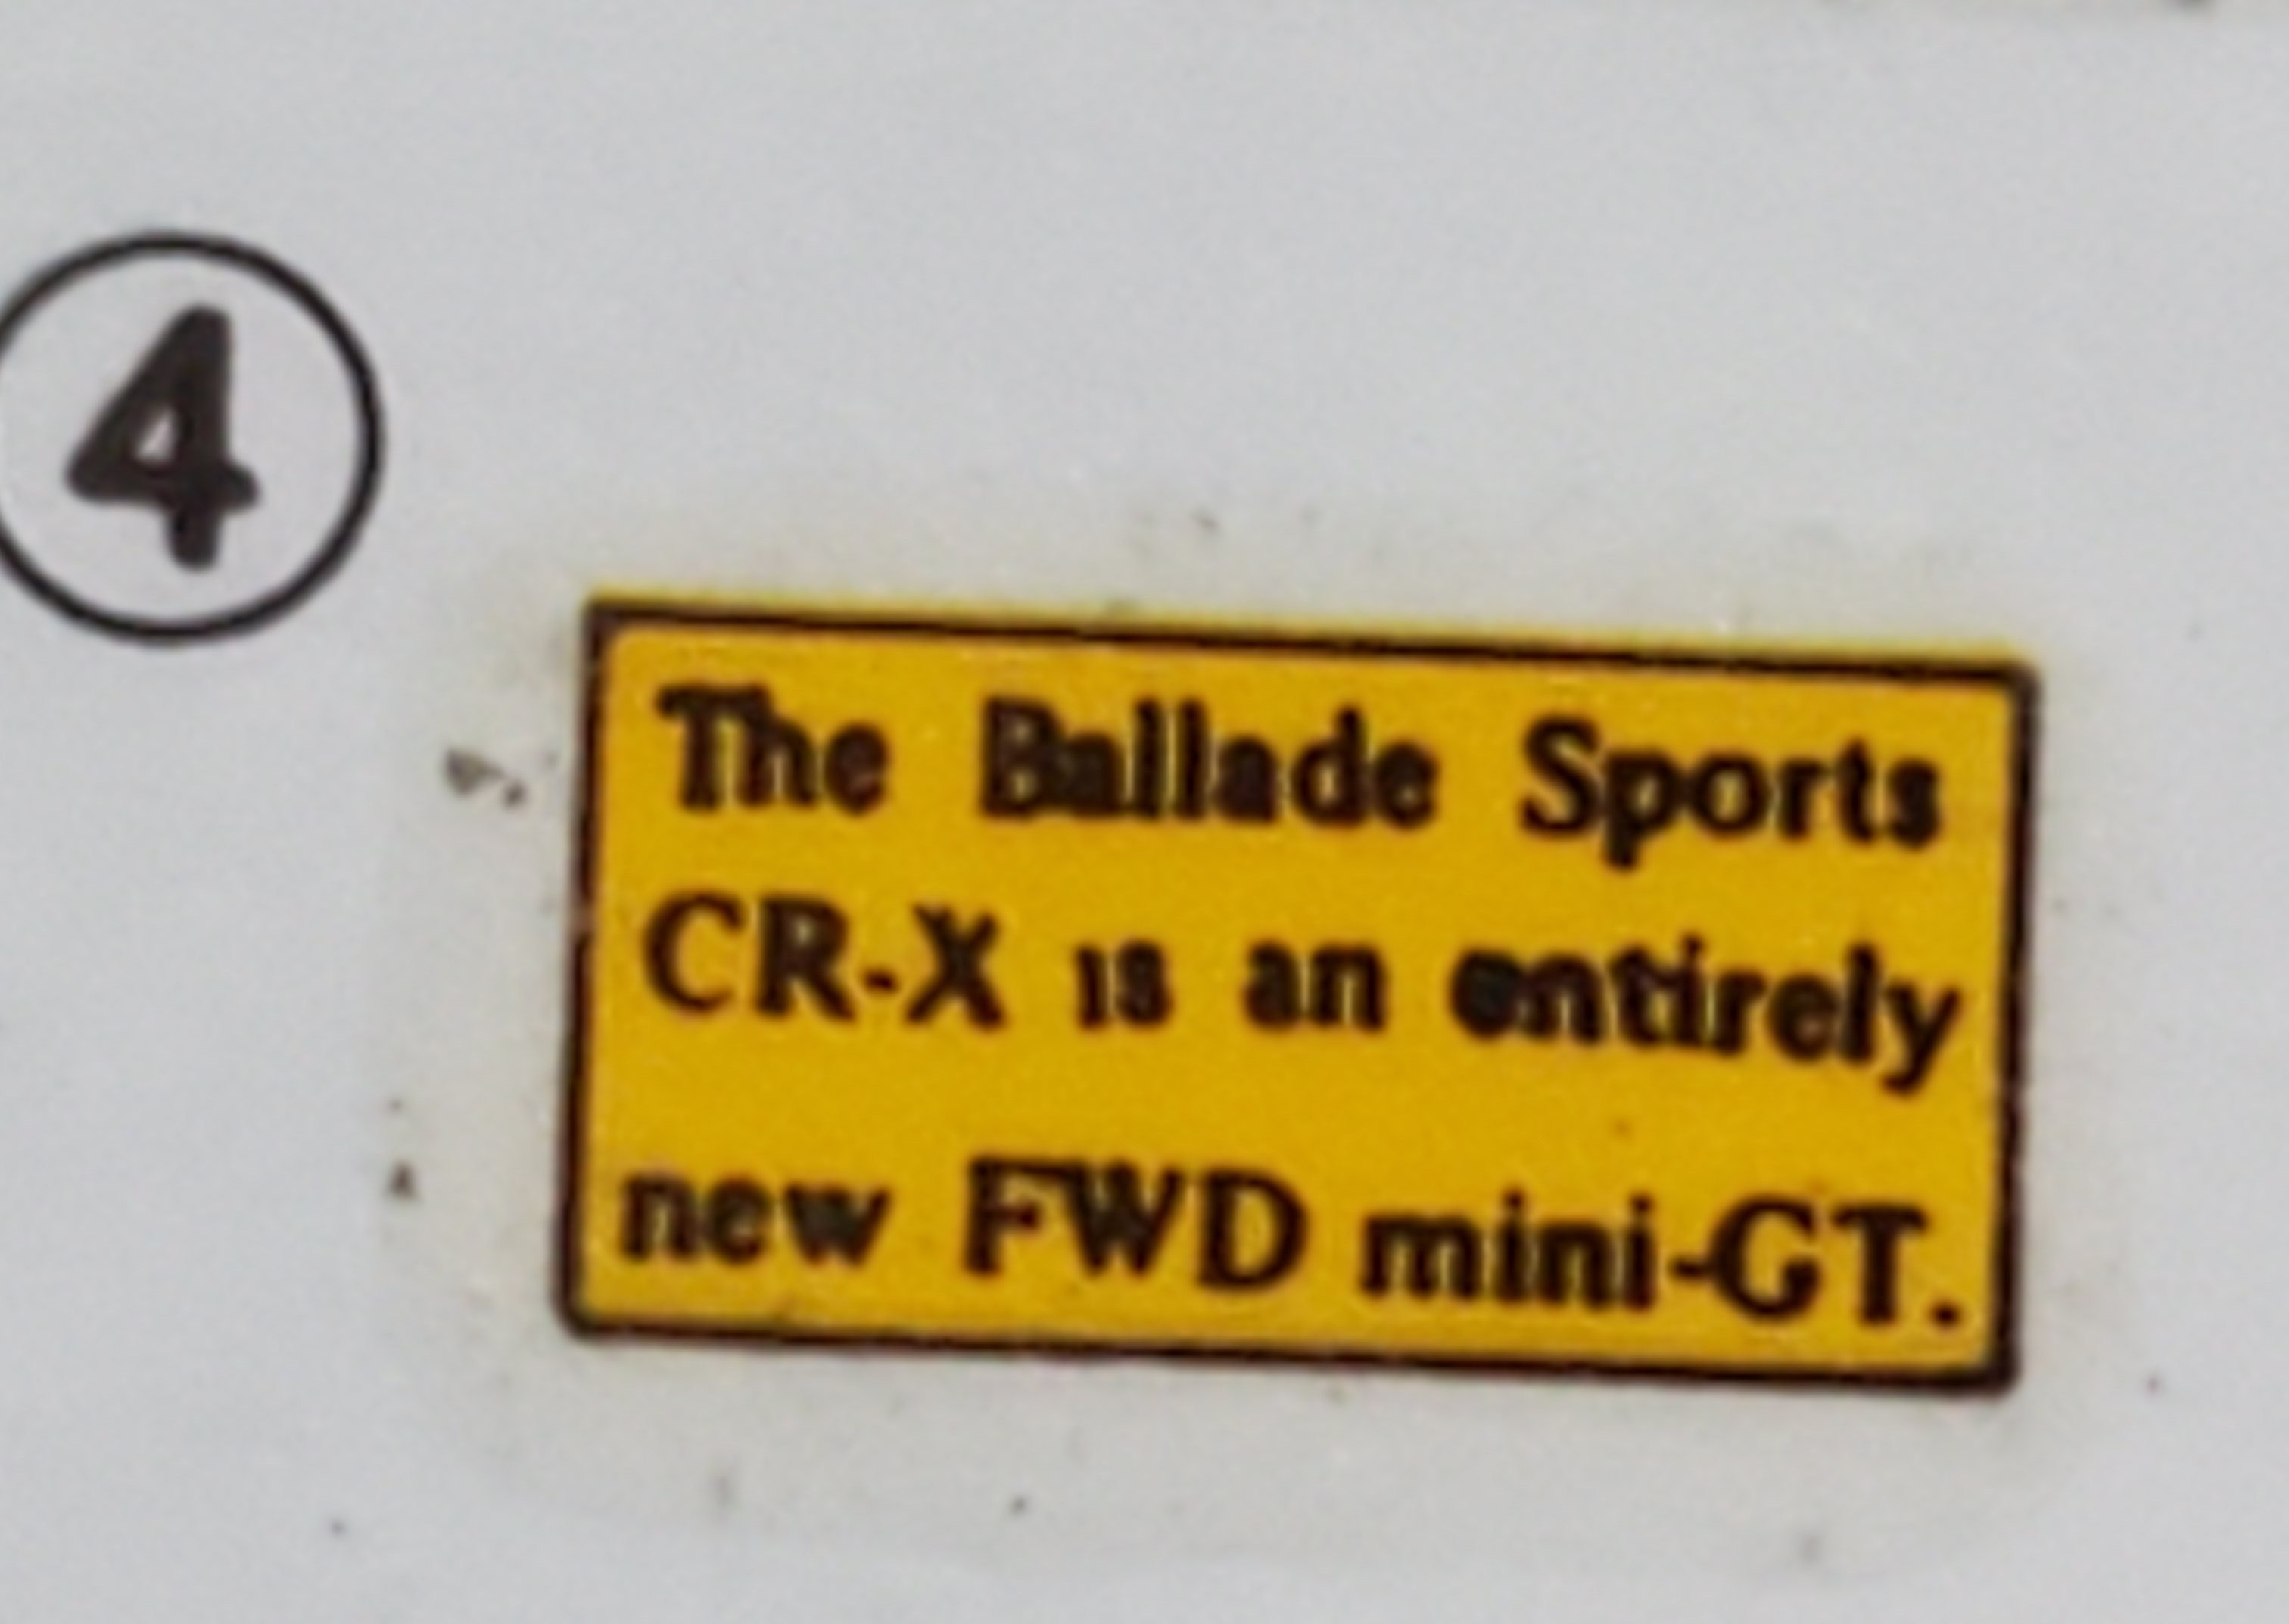 4
The Ballade Sports
CR-X is an entirely
new FWD mini-GT.